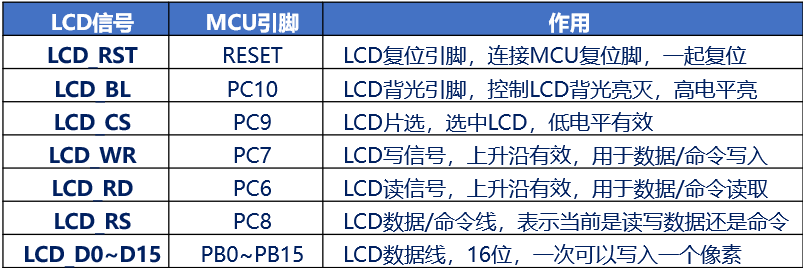 LCD信号 MCU引脚 作用
LCD_RST RESET LCD复位引脚，连接MCU复位脚，一起复位
LCD_BL PC10 LCD背光引脚，控制LCD背光亮灭，高电平亮
LCD_CS PC9 LCD片选，选中LCD，低电平有效
LCD_WR PC7 LCD写信号，上升沿有效，用于数据/命令写入
LCD_RD PC6 LCD读信号，上升沿有效，用于数据/命令读取
LCD_RS PC8 LCD数据/命令线，表示当前是读写数据还是命令
LCD_D0~D15 PB0~PB15 LCD数据线，16位，一次可以写入一个像素